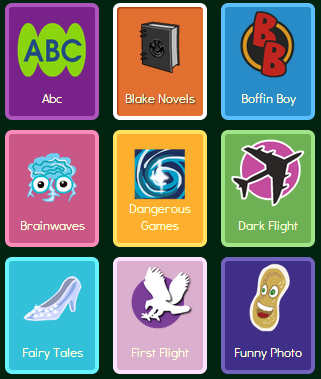 ABC
Abc
Blake Novels
BB
Boffin Boy
Brainwaves
Dangerous
Games
Dark Flight
Fairy Tales
First Flight
Funny Photo